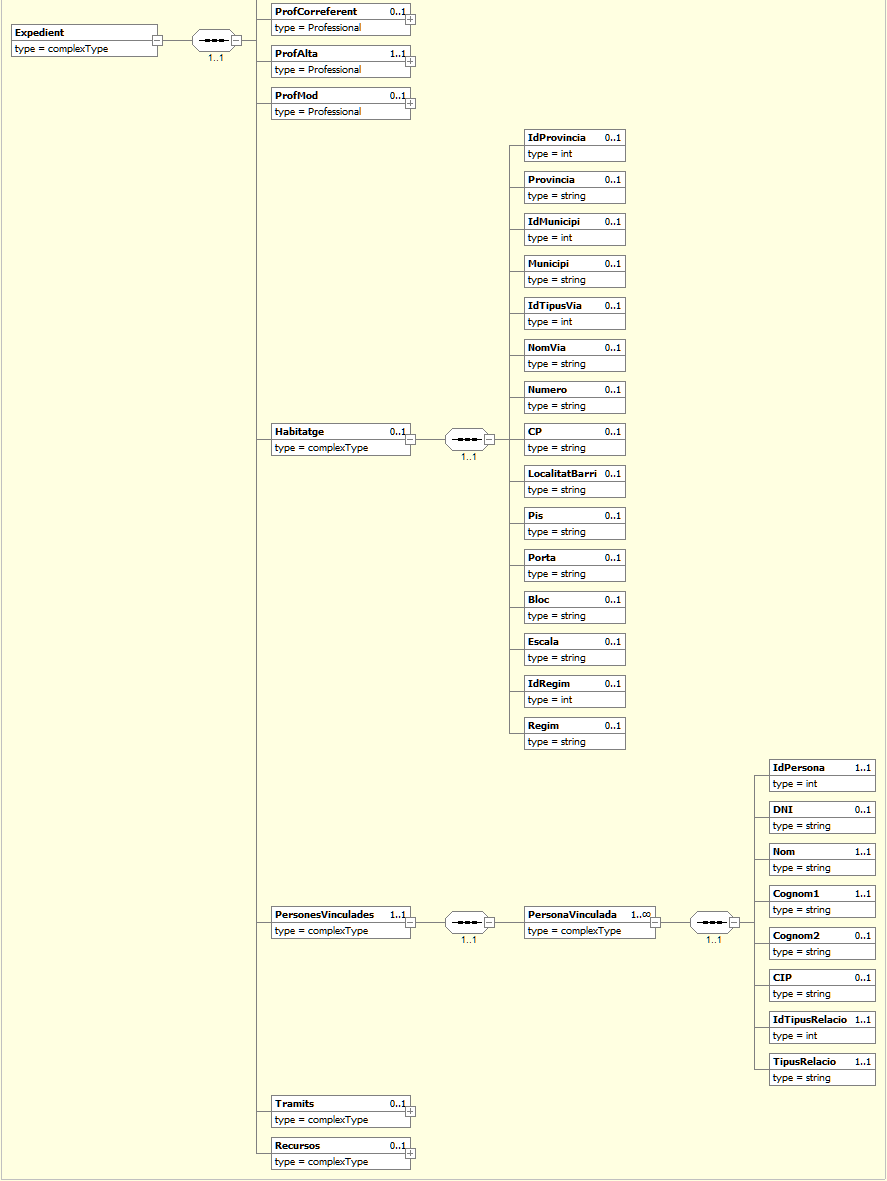 ProfCorreferent 0..1
type = Professional
Expedient
type = complexType
1..1
ProfAlta 1..1
type = Professional
ProfMod 0..1
type = Professional
IdProvincia 0..1
type = int
Provincia 0..1
type = string
IdMunicipi 0..1
type = int
Municipi 0..1
type = string
IdTipusVia 0..1
type = int
NomVia 0..1
type = string
Numero 0..1
type = string
Habitatge 0..1
type = complexType
1..1
CP 0..1
type = string
LocalitatBarri 0..1
type = string
Pis 0..1
type = string
Porta 0..1
type = string
Bloc 0..1
type = string
Escala 0..1
type = string
IdRegim 0..1
type = int
Regim 0..1
type = string
IdPersona 1..1
type = int
DNI 0..1
type = string
Nom 1..1
type = string
Cognom1 1..1
type = string
PersonesVinculades 1..1
type = complexType
1..1
PersonaVinculada 1..∞
type = complexType
1..1
Cognom2 0..1
type = string
CIP 0..1
type = string
IdTipusRelacio 1..1
type = int
TipusRelacio 1..1
type = string
Tramits 0..1
type = complexType
Recursos 0..1
type = complexType